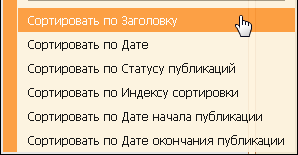 Сортировать по Заголовку
Сортировать по Дате
Сортировать по Статусу публикаций
Сортировать по Индексу сортировки
Сортировать по Дате начала публикации
Сортировать по Дате окончания публикации